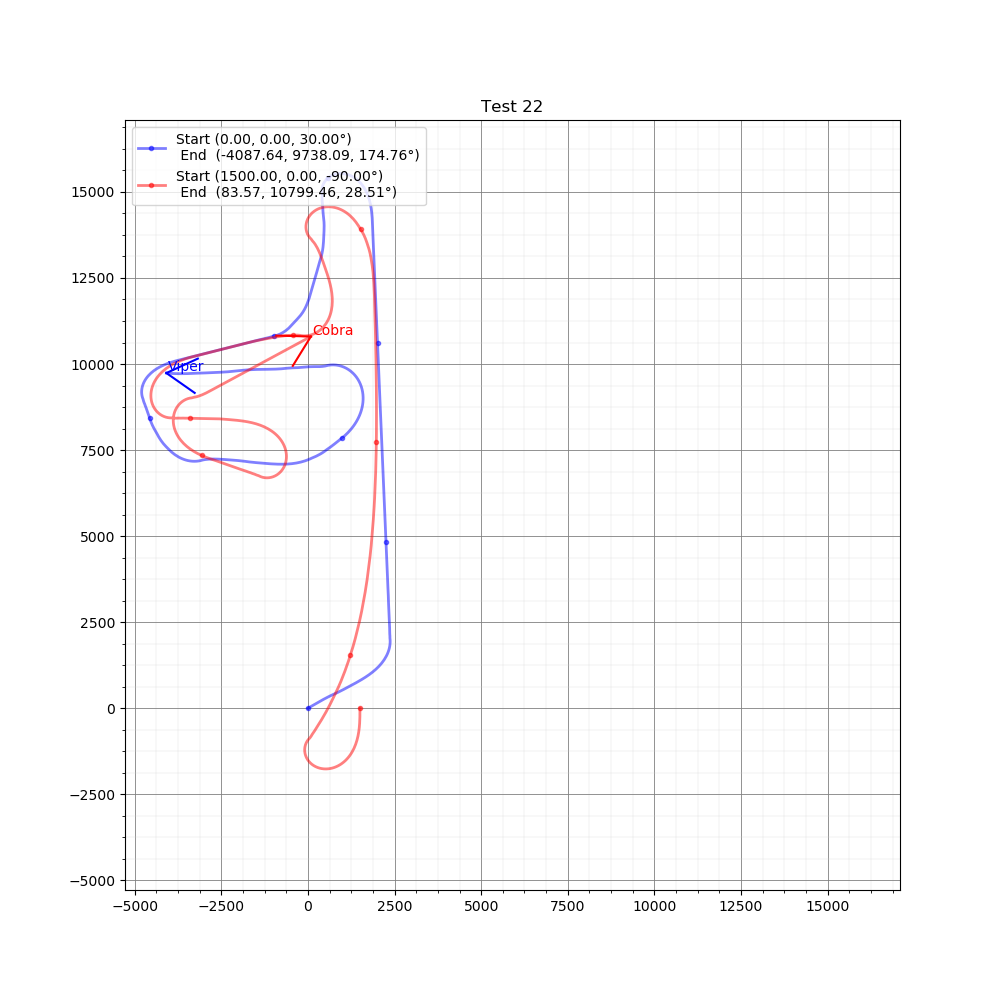 Test 22
Start (0.00, 0.00, 30.00°)
End (-4087.64, 9738.09, 174.76°)
Start (1500.00, 0.00, -90.00°)
End (83.57, 10799.46, 28.51°)
15000
12500
10000
7500
5000
2500
0
−2500
−5000
Cobra
Viper
−5000 −2500 0 2500 5000 7500 10000 12500 15000